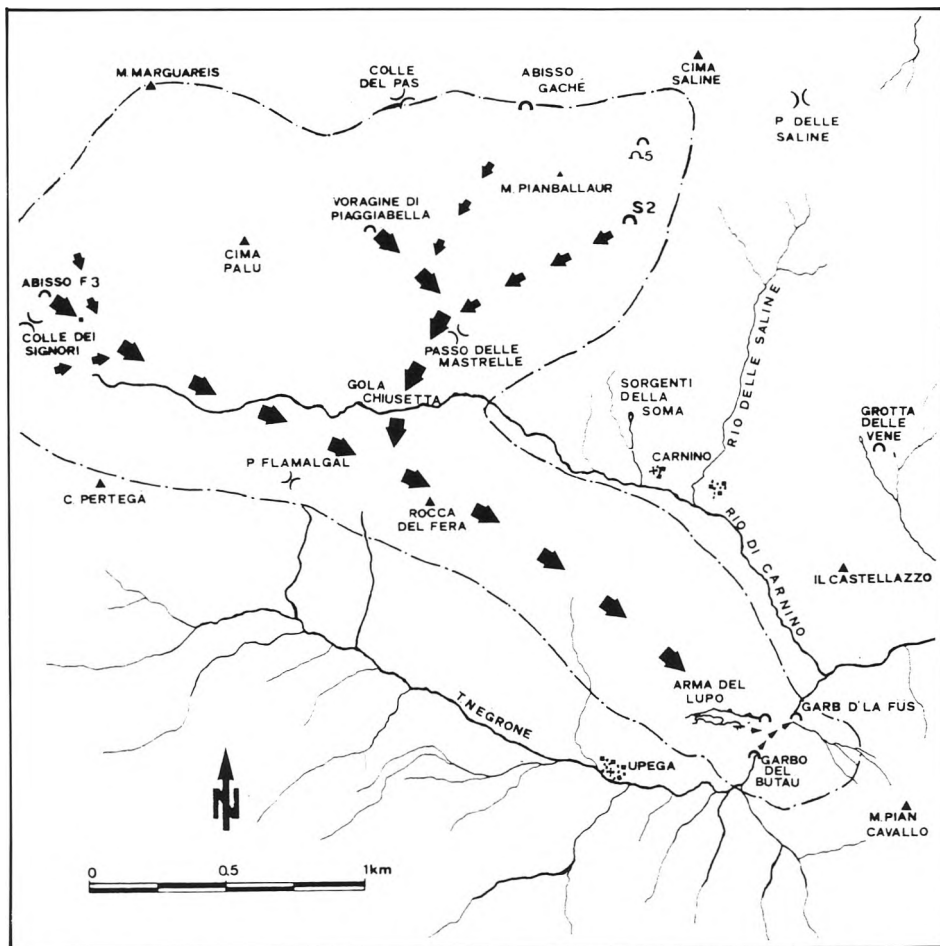 M. MARGUAREIS
COLLE
DEL PAS
ABISSO
GACHÉ
CIMA
SALINE
P. DELLE
SALINE
5
M. PIANBALLAUR
VORAGINE DI
PIAGGIABELLA
S2
CIMA
PALU
ABISSO F3
COLLE DEI
SIGNORI
PASSO DELLE
MASTRELLE
GOLA
CHIUSETTA
SORGENTI
DELLA
SOMA
RIO DELLE SALINE
GROTTA
DELLE
VENE
CARNINO
P. FLAMALGAL
C. PERTEGA
ROCCA
DEL FERA
RIO DI CARNINO
IL CASTELLAZZO
ARMA DEL
LUPO
GARB D'LA FUS
T. NEGRONE
UPEGA
GARBO
DEL
BUTAU
M. PIAN
CAVALLO
N
0 0.5 1km